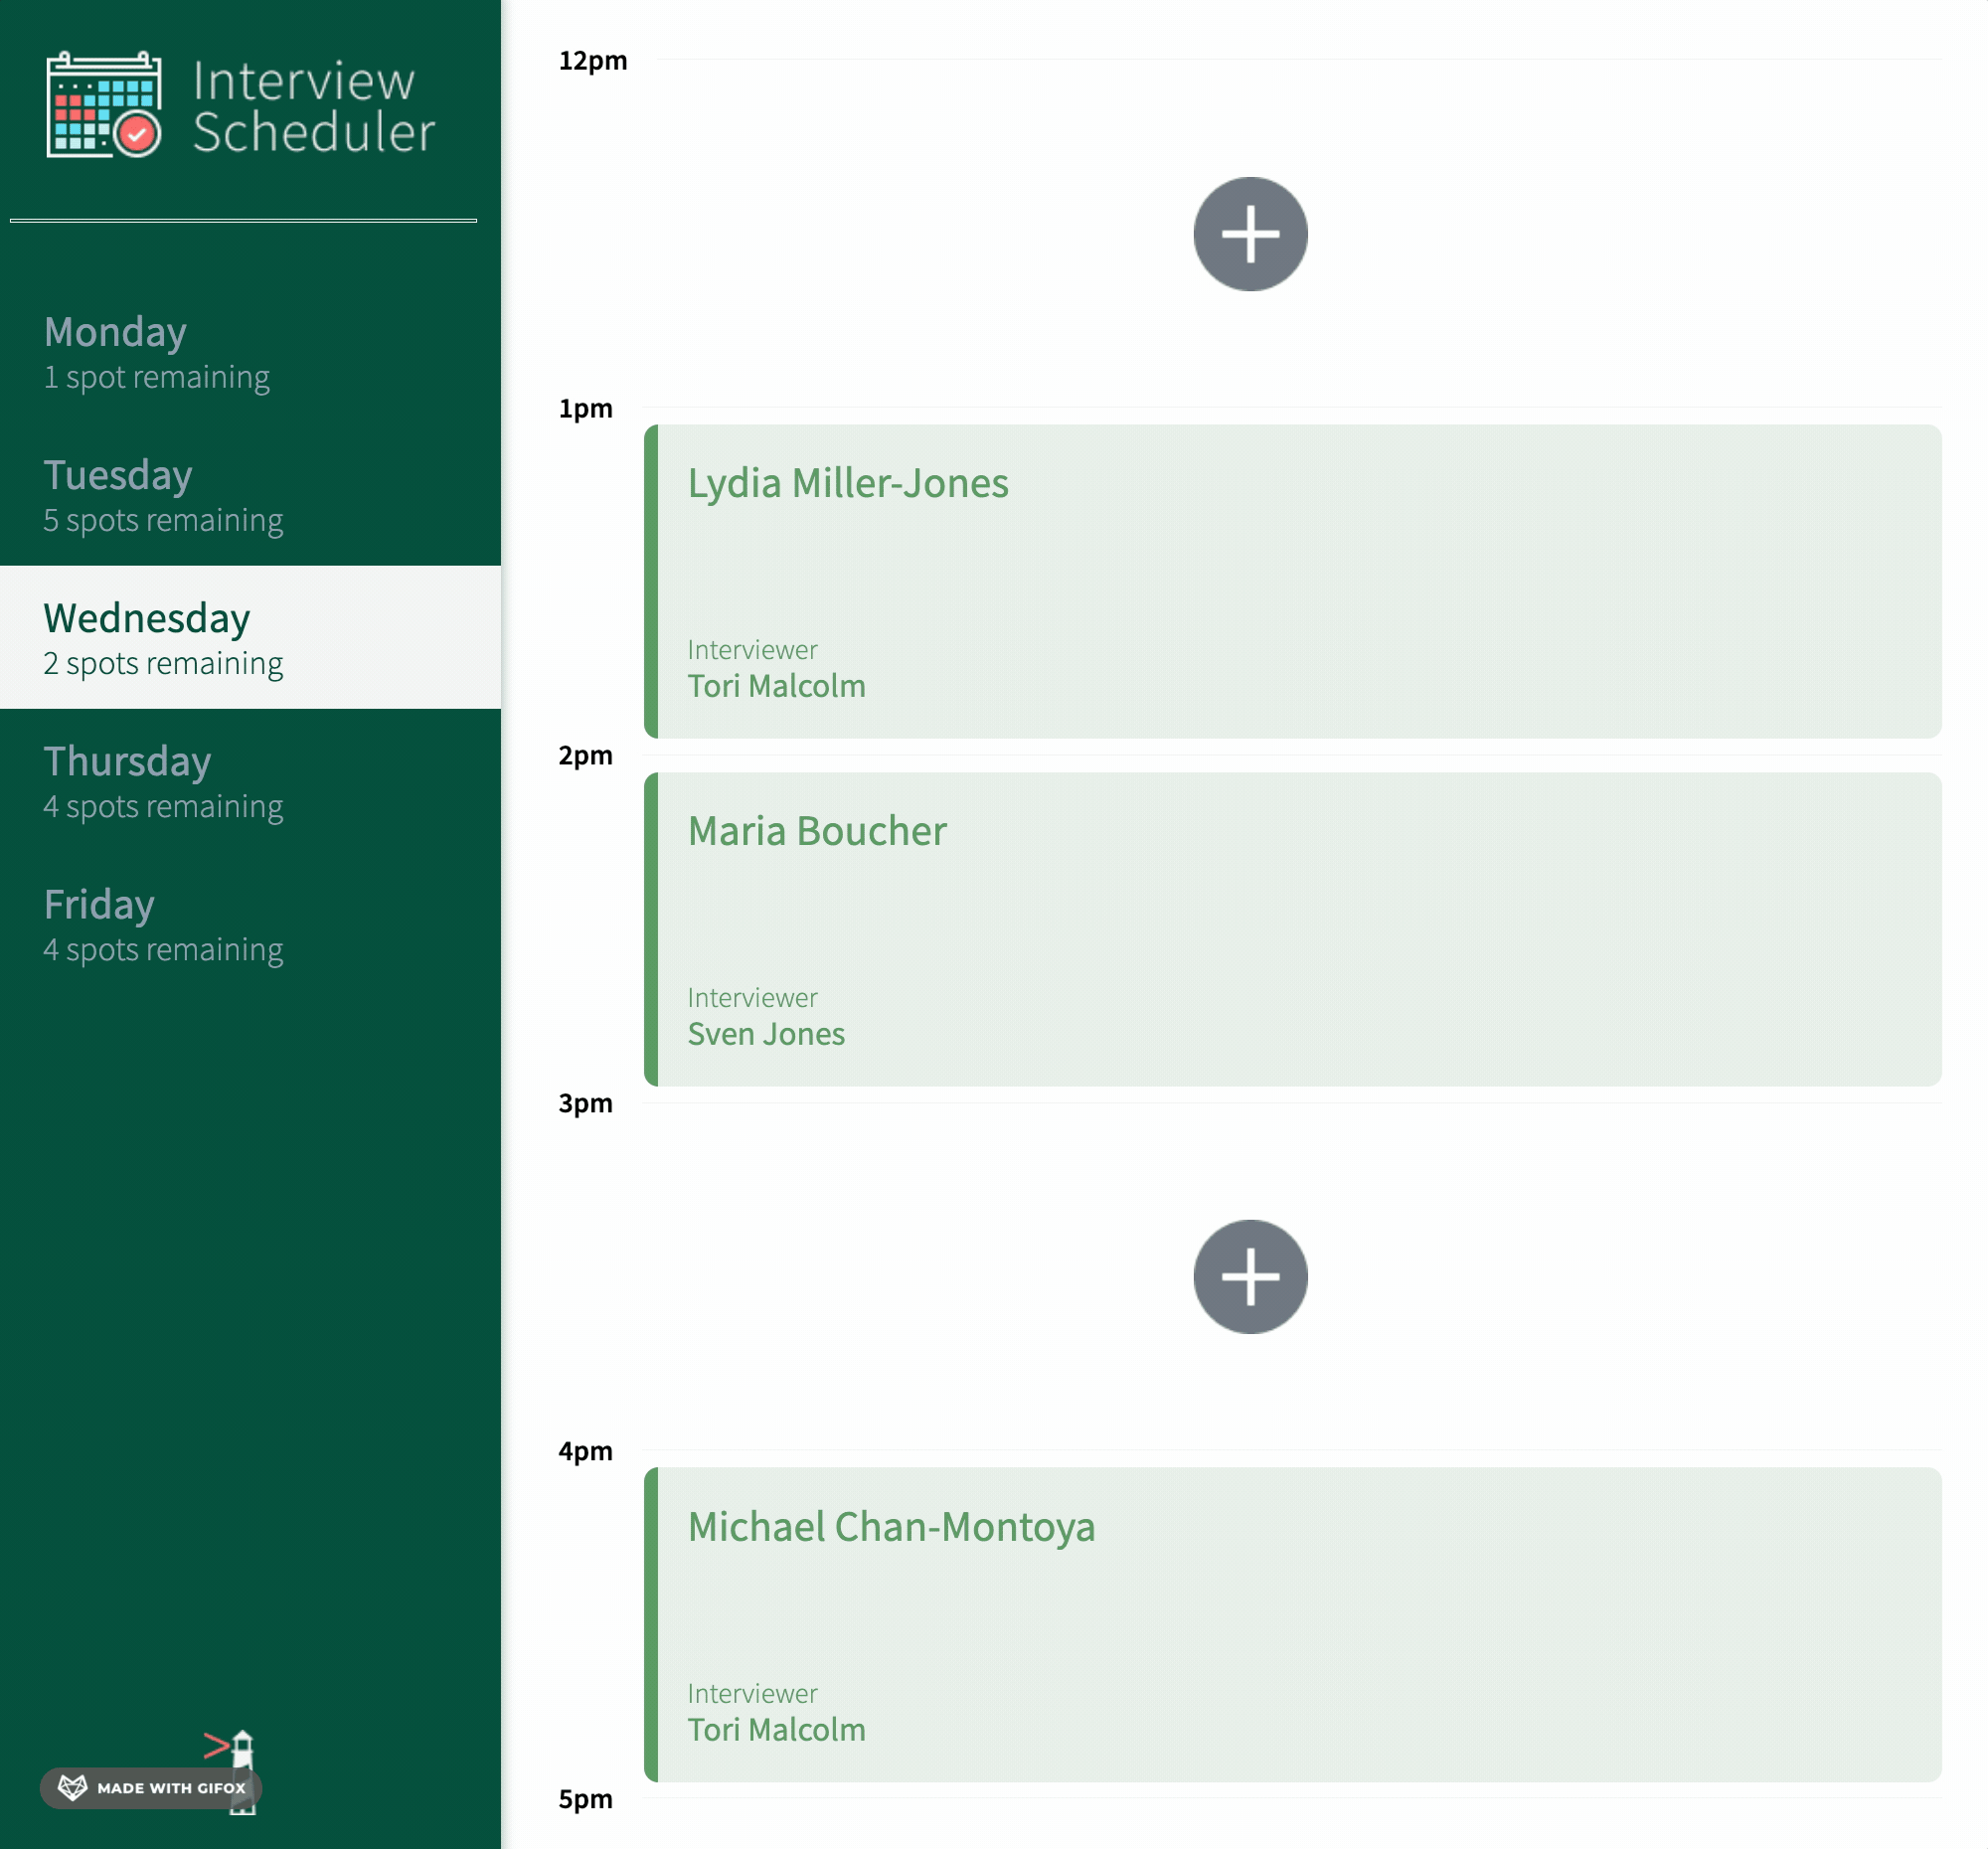 Interview
Scheduler
Monday
1 spot remaining
Tuesday
5 spots remaining
Wednesday
2 spots remaining
Thursday
4 spots remaining
Friday
4 spots remaining
>
MADE WITH GIFOX
12pm
1pm
Lydia Miller-Jones
Interviewer
Tori Malcolm
2pm
Maria Boucher
Interviewer
Sven Jones
3pm
4pm
Michael Chan-Montoya
Interviewer
Tori Malcolm
5pm